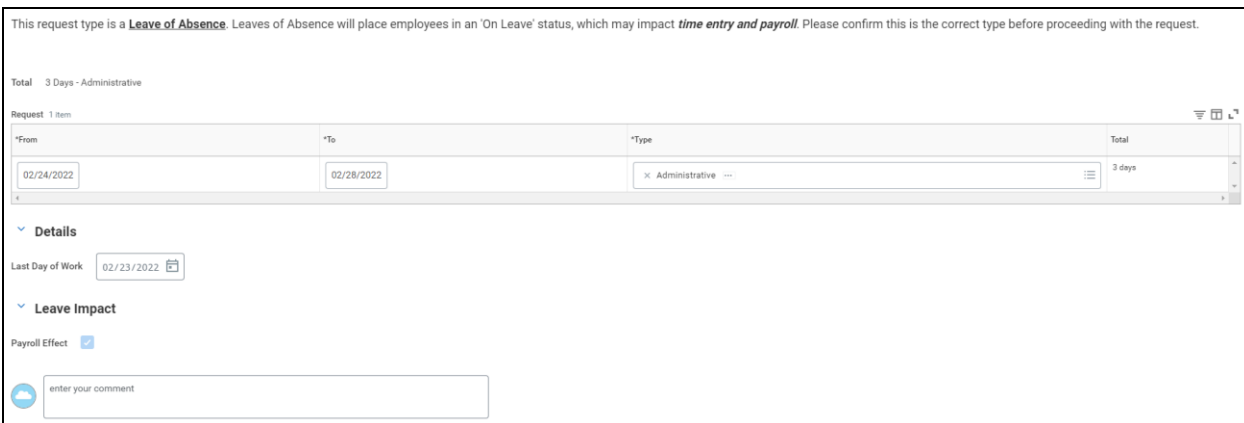 This request type is a Leave of Absence. Leaves of Absence will place employees in an 'On Leave' status, which may impact time entry and payroll. Please confirm this is the correct type before proceeding with the request.
Total 3 Days - Administrative
Request 1 item
*From *To *Type Total
02/24/2022 02/28/2022 × Administrative ... 3 days
Details
Last Day of Work 02/23/2022
Leave Impact
Payroll Effect
enter your comment